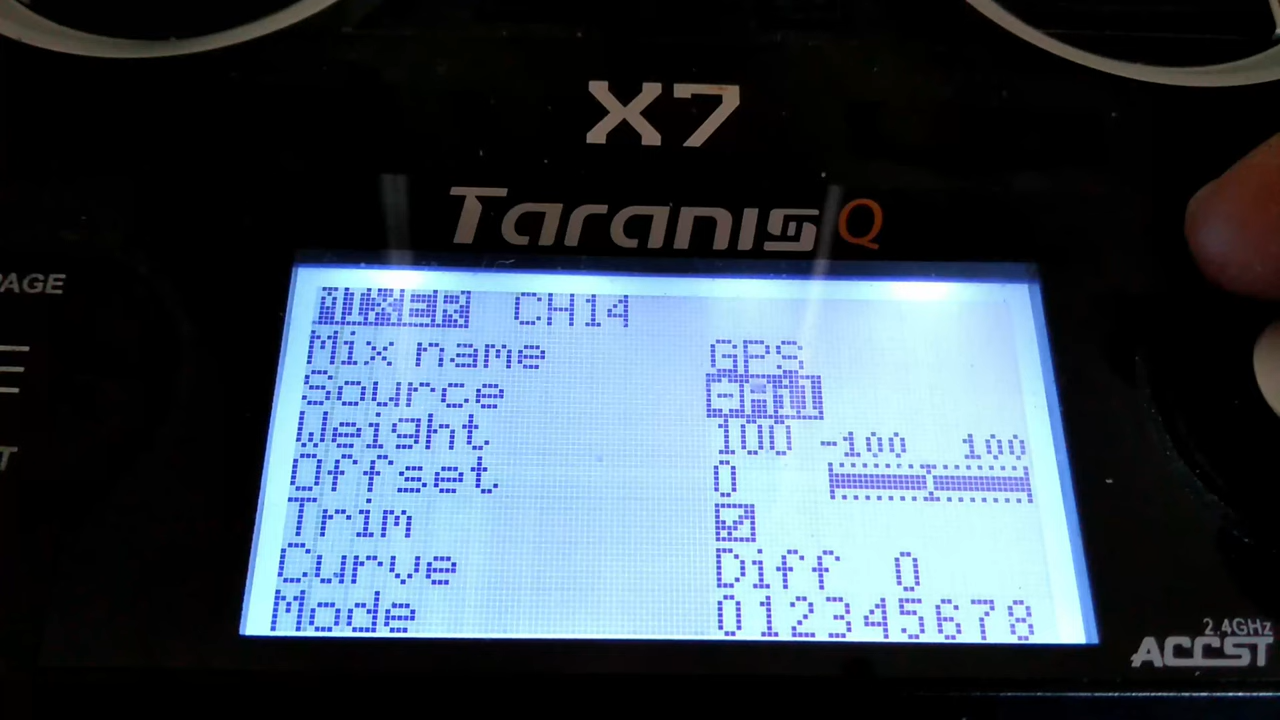 X7
Taranis Q
PAGE
CH14
Mix name GPS
Source
Weight 100 -100 100
Offset 0
Trim
Curve Diff 0
Mode 012345678
2.4GHz
ACCST